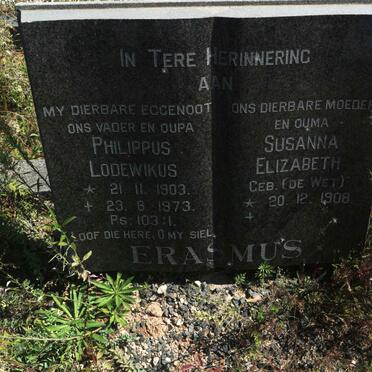 IN TERE HERINNERING
AAN
MY DIERBARE EGGENOOT
ONS VADER EN OUPA
PHILIPPUS
LODEWIKUS
* 21. 11. 1903.
+ 23. 6. 1973.
PS. 103:1.
LOOF DIE HERE, O MY SIEL.
ONS DIERBARE MOEDER
EN OUMA
SUSANNA
ELIZABETH
GEB. (DE WET)
* 20. 12. 1908.
+
ERASMUS